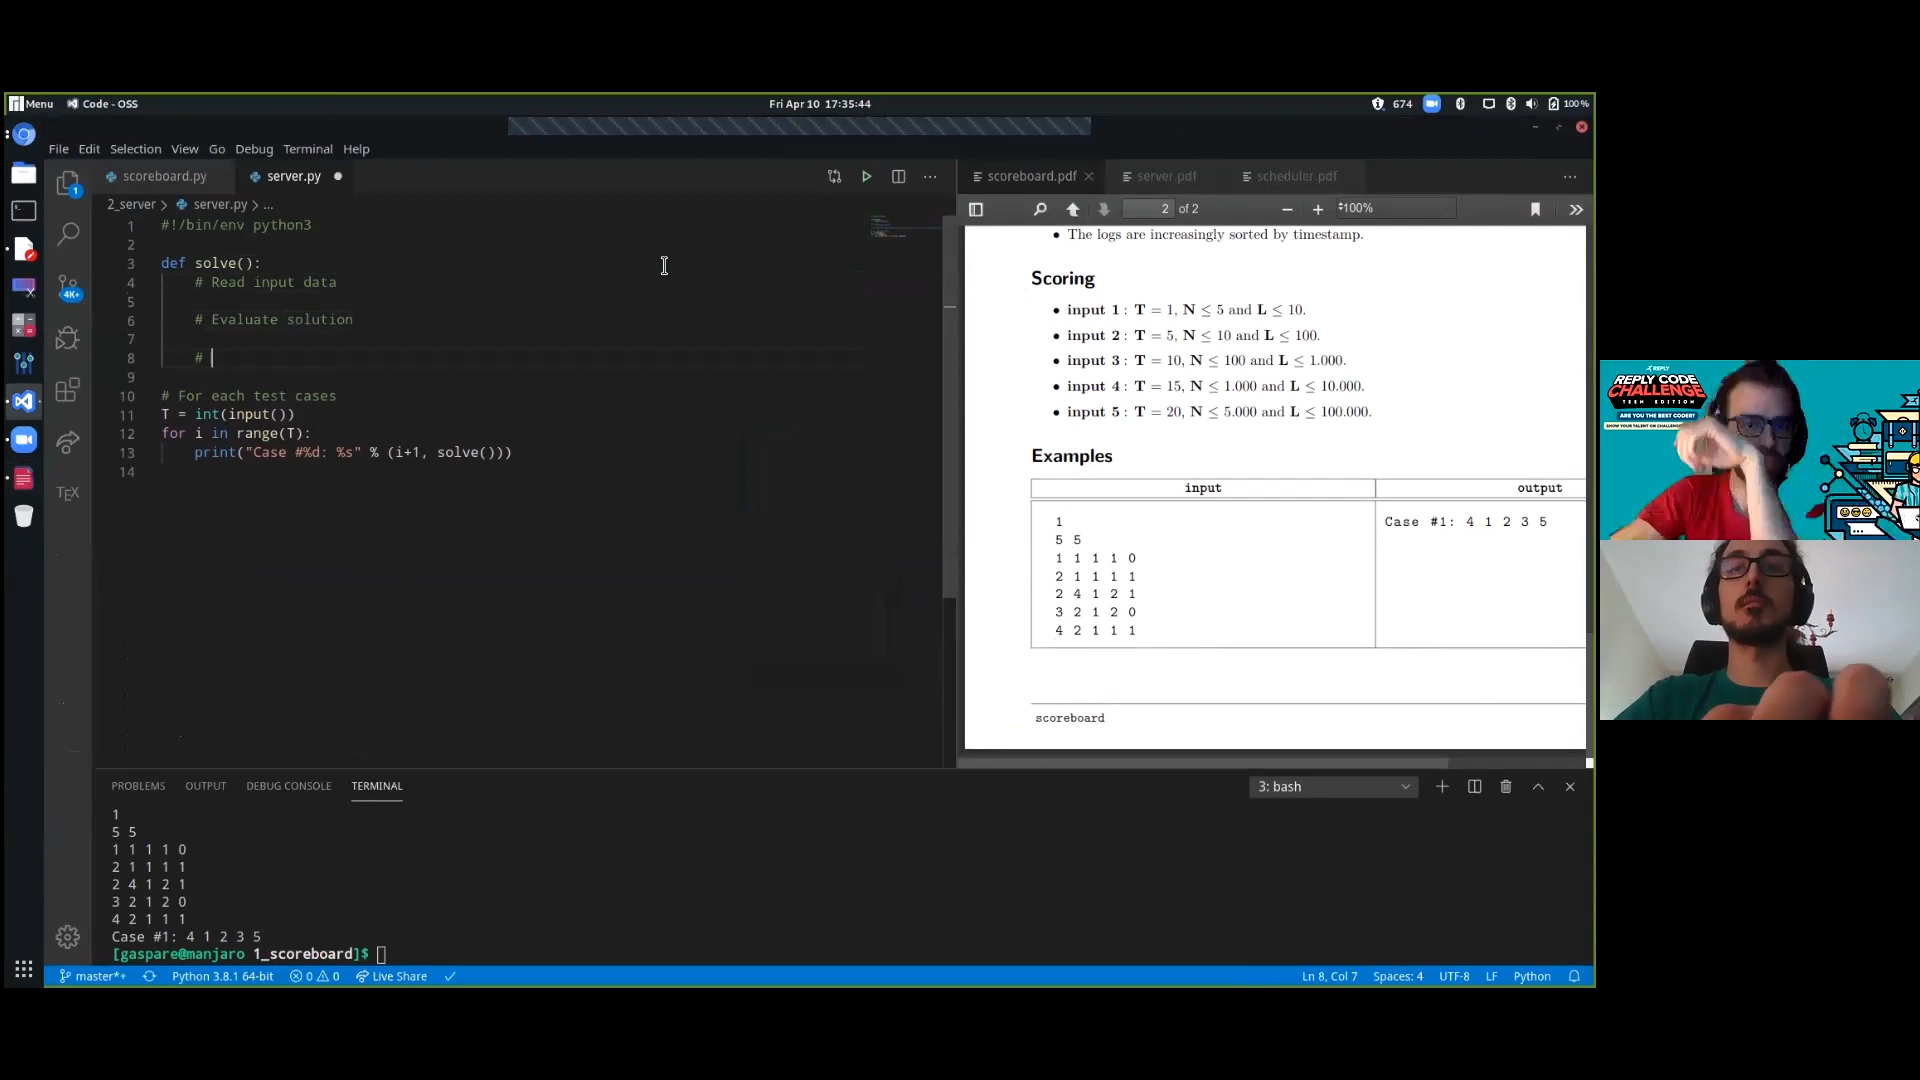 Menu Code - OSS Fri Apr 10 17:35:44 674 100 %
File Edit Selection View Go Debug Terminal Help
scoreboard.py server.py
2_server > server.py > ...
1 #!/bin/env python3
2
3 def solve():
4 # Read input data
5
6 # Evaluate solution
7
8 #
9
10 # For each test cases
11 T = int(input())
12 for i in range(T):
13 print("Case #%d: %s" % (i+1, solve()))
14
1
4K+
TEX
scoreboard.pdf server.pdf scheduler.pdf
2 of 2 100%
• The logs are increasingly sorted by timestamp.
Scoring
• input 1 : T = 1, N ≤ 5 and L ≤ 10.
• input 2 : T = 5, N ≤ 10 and L ≤ 100.
• input 3 : T = 10, N ≤ 100 and L ≤ 1.000.
• input 4 : T = 15, N ≤ 1.000 and L ≤ 10.000.
• input 5 : T = 20, N ≤ 5.000 and L ≤ 100.000.
Examples
input output
1 Case #1: 4 1 2 3 5
5 5
1 1 1 1 0
2 1 1 1 1
2 4 1 2 1
3 2 1 2 0
4 2 1 1 1
scoreboard
PROBLEMS OUTPUT DEBUG CONSOLE TERMINAL 3: bash
1
5 5
1 1 1 1 0
2 1 1 1 1
2 4 1 2 1
3 2 1 2 0
4 2 1 1 1
Case #1: 4 1 2 3 5
[gaspare@manjaro 1_scoreboard]$
master*+ Python 3.8.1 64-bit 0 0 Live Share Ln 8, Col 7 Spaces: 4 UTF-8 LF Python
REPLY
REPLY CODE
CHALLENGE
TEEN EDITION
ARE YOU THE BEST CODER?